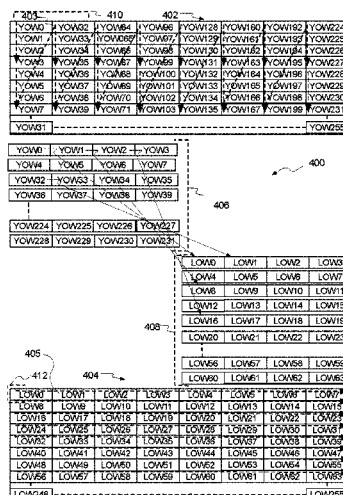 403 410 402
YOW0 YOW32 YOW64 YOW96 YOW128 YOW160 YOW192 YOW224
YOW1 YOW33 YOW65 YOW97 YOW129 YOW161 YOW193 YOW225
YOW2 YOW34 YOW66 YOW98 YOW130 YOW162 YOW194 YOW226
YOW3 YOW35 YOW67 YOW99 YOW131 YOW163 YOW195 YOW227
YOW4 YOW36 YOW68 YOW100 YOW132 YOW164 YOW196 YOW228
YOW5 YOW37 YOW69 YOW101 YOW133 YOW165 YOW197 YOW229
YOW6 YOW38 YOW70 YOW102 YOW134 YOW166 YOW198 YOW230
YOW7 YOW39 YOW71 YOW103 YOW135 YOW167 YOW199 YOW231
YOW31 YOW255
YOW0 YOW1 YOW2 YOW3
YOW4 YOW5 YOW6 YOW7
400
YOW32 YOW33 YOW34 YOW35
YOW36 YOW37 YOW38 YOW39
406
YOW224 YOW225 YOW226 YOW227
YOW228 YOW229 YOW230 YOW231
LOW0 LOW1 LOW2 LOW3
LOW4 LOW5 LOW6 LOW7
LOW8 LOW9 LOW10 LOW11
LOW12 LOW13 LOW14 LOW15
LOW16 LOW17 LOW18 LOW19
408
LOW20 LOW21 LOW22 LOW23
LOW56 LOW57 LOW58 LOW59
LOW60 LOW61 LOW62 LOW63
405
412 404
LOW0 LOW1 LOW2 LOW3 LOW4 LOW5 LOW6 LOW7
LOW8 LOW9 LOW10 LOW11 LOW12 LOW13 LOW14 LOW15
LOW16 LOW17 LOW18 LOW19 LOW20 LOW21 LOW22 LOW23
LOW24 LOW25 LOW26 LOW27 LOW28 LOW29 LOW30 LOW31
LOW32 LOW33 LOW34 LOW35 LOW36 LOW37 LOW38 LOW39
LOW40 LOW41 LOW42 LOW43 LOW44 LOW45 LOW46 LOW47
LOW48 LOW49 LOW50 LOW51 LOW52 LOW53 LOW54 LOW55
LOW56 LOW57 LOW58 LOW59 LOW60 LOW61 LOW62 LOW63
LOW248 LOW255